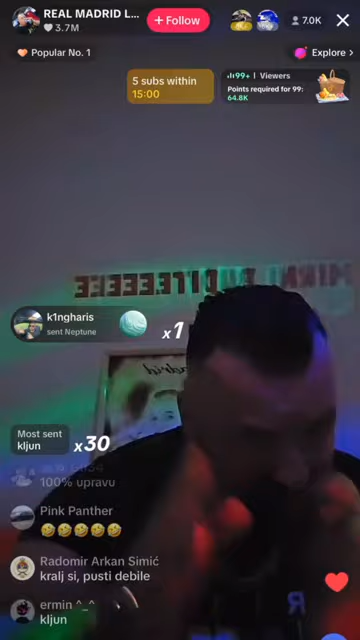 REAL MADRID L...
3.7M
+ Follow
7.0K
Popular No. 1
Explore >
5 subs within
15:00
99+ | Viewers
Points required for 99:
64.8K
k1ngharis
sent Neptune
x1
Most sent
kljun
x30
100% upravu
Pink Panther
🤣🤣🤣🤣🤣
Radomir Arkan Simić
kralj si, pusti debile
ermin ^_^
kljun